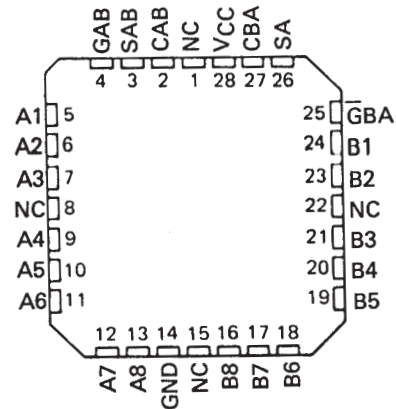 GAB SAB CAB NC VCC CBA SA
4 3 2 1 28 27 26
A1 5 25 G̅BA
A2 6 24 B1
A3 7 23 B2
NC 8 22 NC
A4 9 21 B3
A5 10 20 B4
A6 11 19 B5
12 13 14 15 16 17 18
A7 A8 GND NC B8 B7 B6